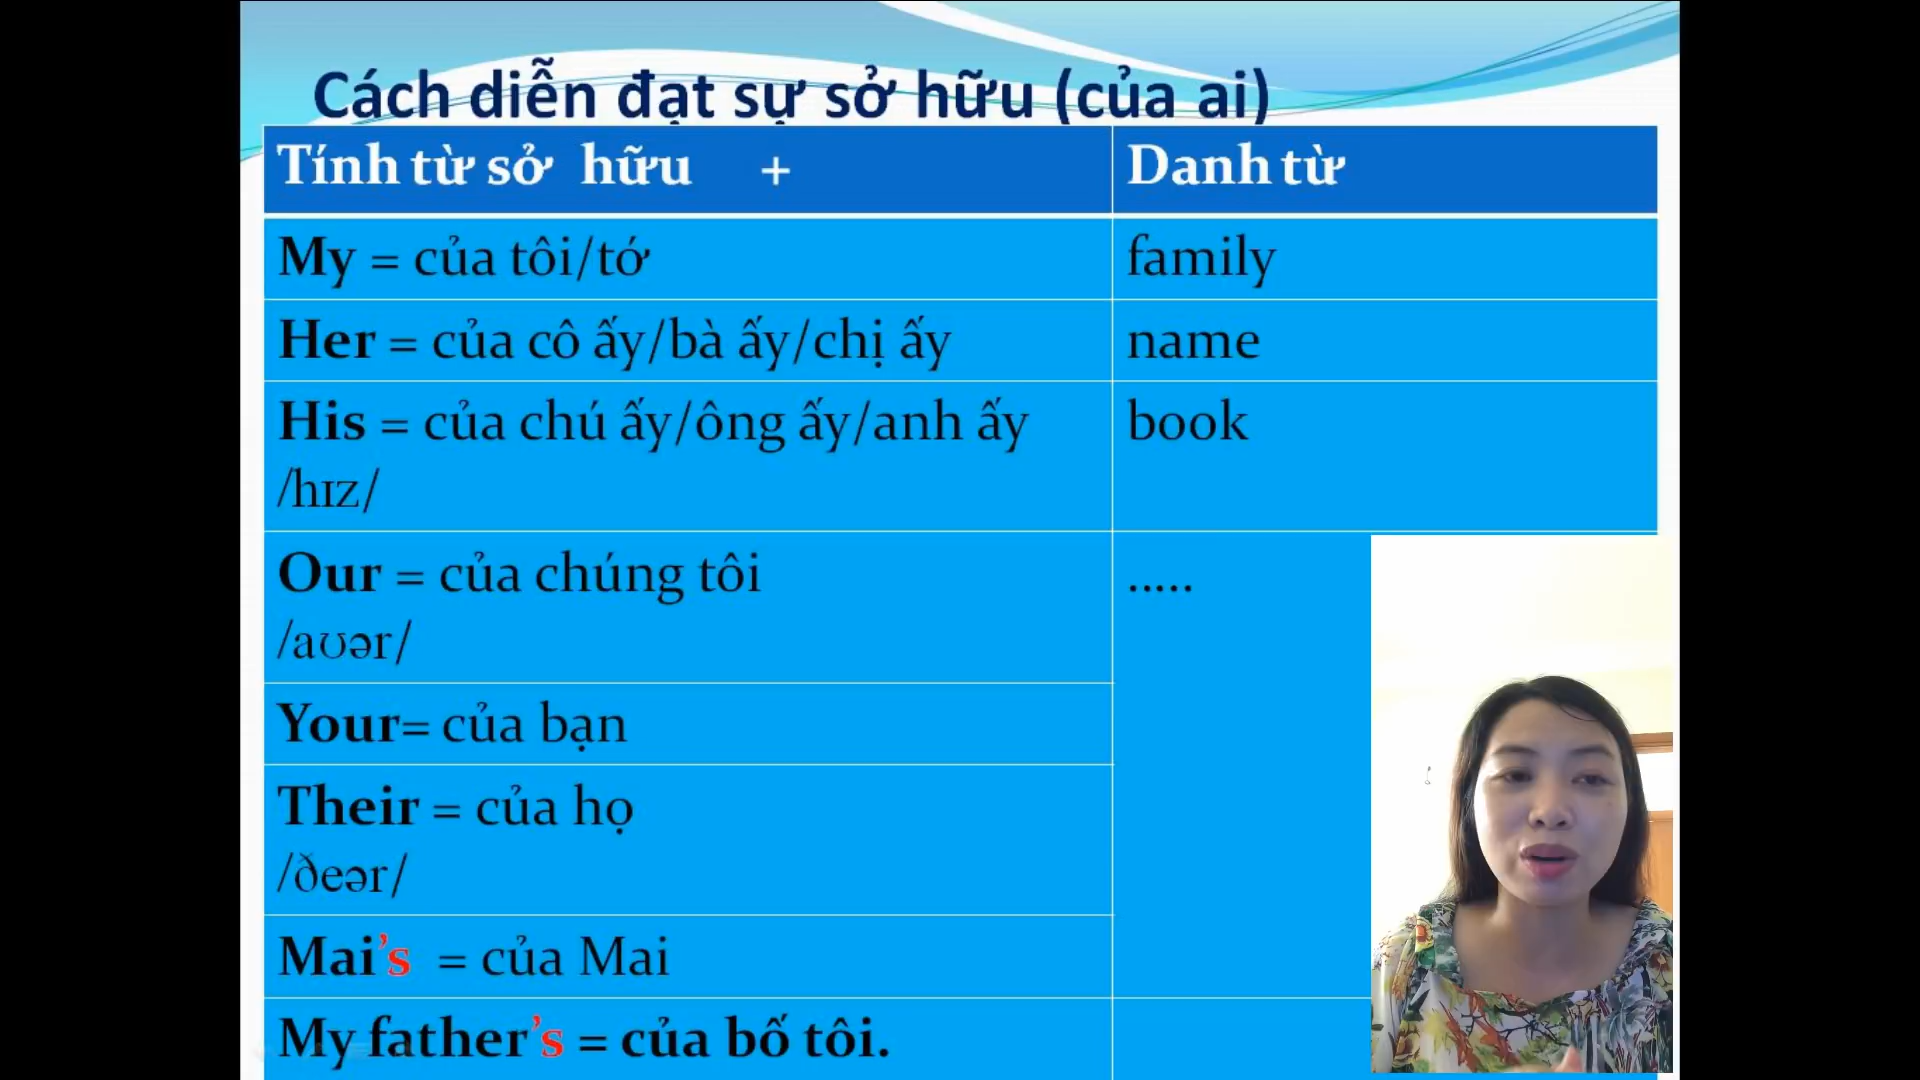 Cách diễn đạt sự sở hữu (của ai)
Tính từ sở hữu + Danh từ
My = của tôi/tớ family
Her = của cô ấy/bà ấy/chị ấy name
His = của chú ấy/ông ấy/anh ấy book
/hɪz/
Our = của chúng tôi .....
/aʊər/
Your= của bạn
Their = của họ
/ðeər/
Mai’s = của Mai
My father’s = của bố tôi.